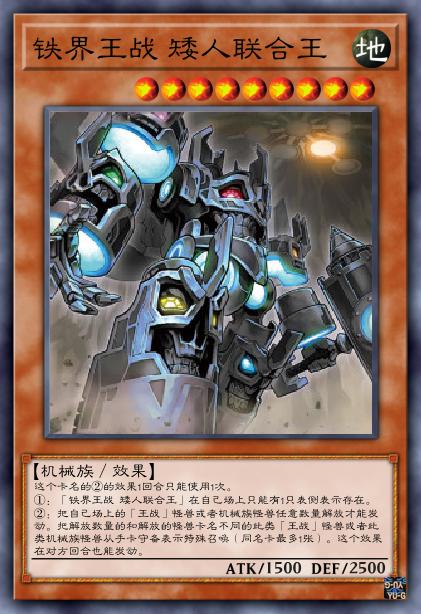 铁界王战 矮人联合王
地
【机械族／效果】
这个卡名的②的效果1回合只能使用1次。
①：「铁界王战 矮人联合王」在自己场上只能有1只表侧表示存在。
②：把自己场上的「王战」怪兽或者机械族怪兽任意数量解放才能发
动。把解放数量的和解放的怪兽卡名不同的此类「王战」怪兽或者此
类机械族怪兽从手卡守备表示特殊召唤（同名卡最多1张）。这个效果
在对方回合也能发动。
ATK/1500 DEF/2500